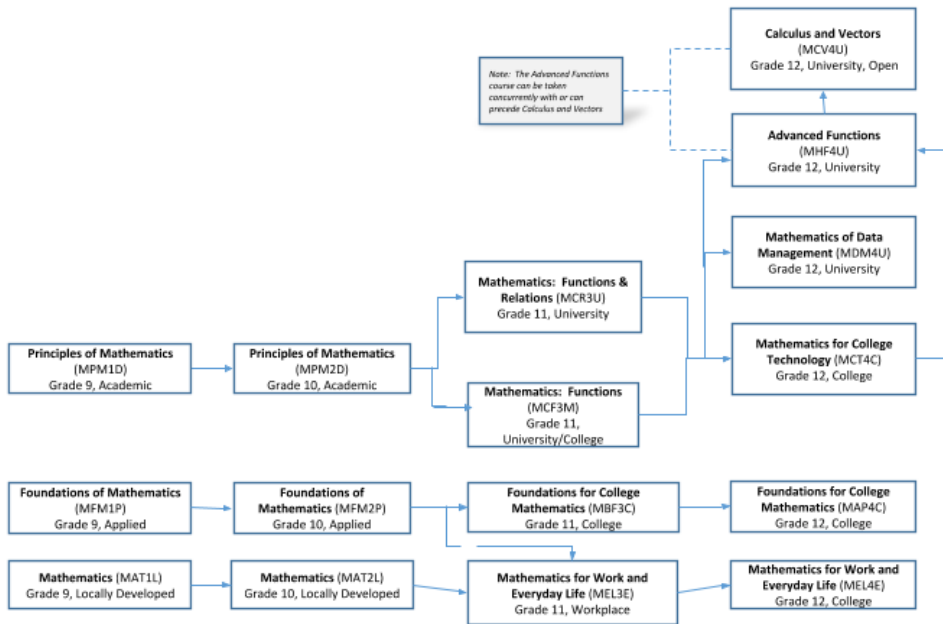 Calculus and Vectors
(MCV4U)
Grade 12, University, Open
Note: The Advanced Functions
course can be taken
concurrently with or can
precede Calculus and Vectors
Advanced Functions
(MHF4U)
Grade 12, University
Mathematics of Data
Management (MDM4U)
Grade 12, University
Mathematics: Functions &
Relations (MCR3U)
Grade 11, University
Principles of Mathematics
(MPM1D)
Grade 9, Academic
Principles of Mathematics
(MPM2D)
Grade 10, Academic
Mathematics for College
Technology (MCT4C)
Grade 12, College
Mathematics: Functions
(MCF3M)
Grade 11,
University/College
Foundations of Mathematics
(MFM1P)
Grade 9, Applied
Foundations of
Mathematics (MFM2P)
Grade 10, Applied
Foundations for College
Mathematics (MBF3C)
Grade 11, College
Foundations for College
Mathematics (MAP4C)
Grade 12, College
Mathematics (MAT1L)
Grade 9, Locally Developed
Mathematics (MAT2L)
Grade 10, Locally Developed
Mathematics for Work and
Everyday Life (MEL3E)
Grade 11, Workplace
Mathematics for Work and
Everyday Life (MEL4E)
Grade 12, College